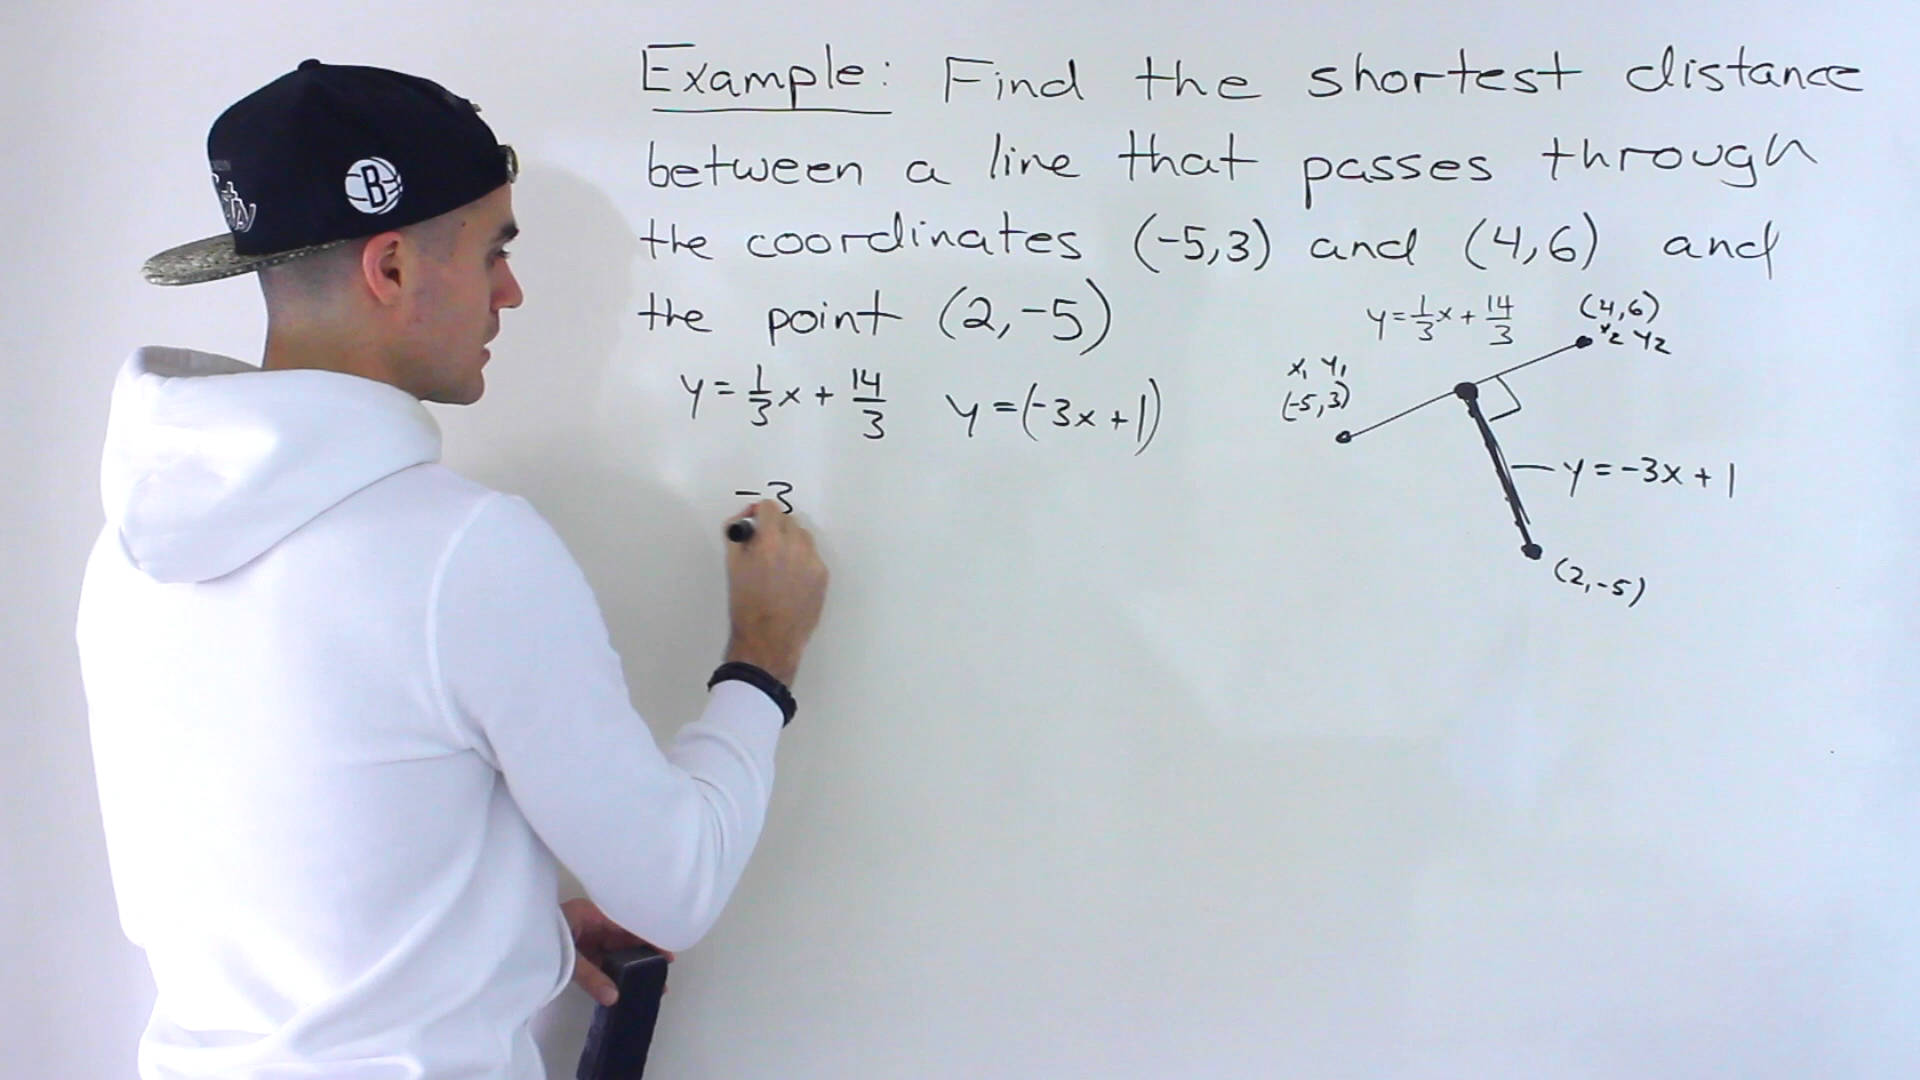 Example: Find the shortest distance
between a line that passes through
the coordinates (-5,3) and (4,6) and
the point (2,-5)
y = 1/3 x + 14/3
y = (-3x + 1)
-3
y = 1/3 x + 14/3
(4,6)
x2 y2
x1 y1
(-5,3)
y = -3x + 1
(2,-5)
B